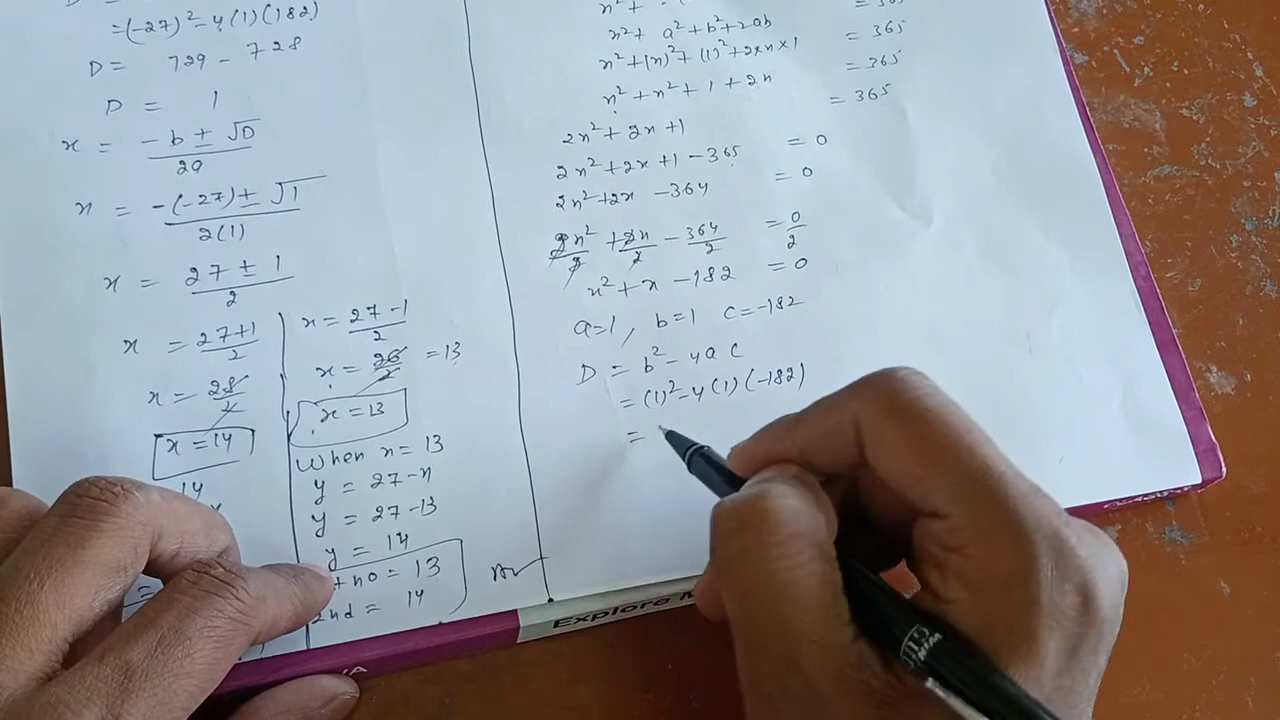 =(-27)² - 4(1)(182)
D = 729 - 728
D = 1
x = -b ± √D / 2a
x = -(-27) ± √1 / 2(1)
x = 27 ± 1 / 2
x = 27+1 / 2
x = 28 / 2
x = 14
14
x = 27-1 / 2
x = 26 / 2 = 13
x = 13
When x = 13
y = 27-x
y = 27-13
y = 14
no = 13
2nd = 14
x² + a² + b² + 2ab = 365
x² + (x)² + (1)² + 2×x×1 = 365
x² + x² + 1 + 2x = 365
2x² + 2x + 1 = 365
2x² + 2x + 1 - 365 = 0
2x² + 2x - 364 = 0
2x²/2 + 2x/2 - 364/2 = 0/2
x² + x - 182 = 0
a=1, b=1 c=-182
D = b² - 4ac
= (1)² - 4(1)(-182)
=
Explore M